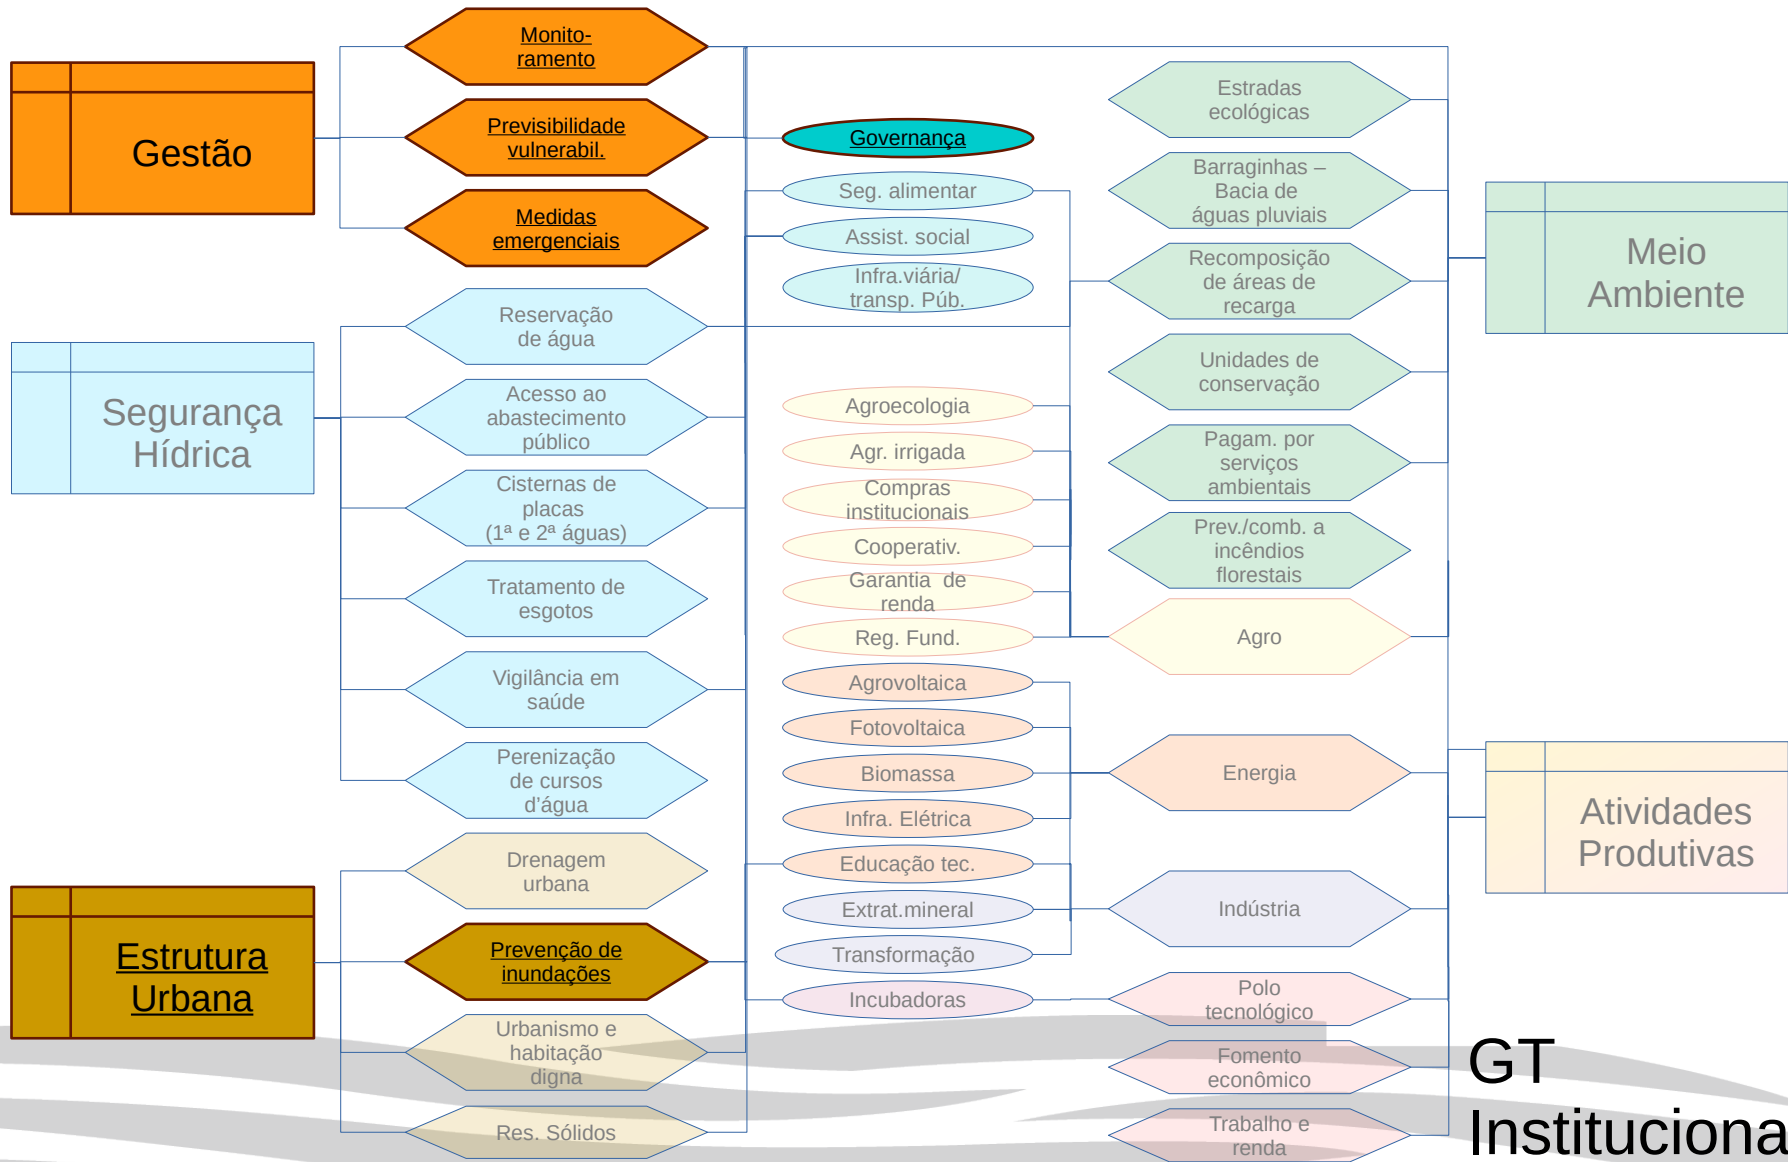 Gestão
Monito-
ramento
Previsibilidade
vulnerabil.
Medidas
emergenciais
Segurança
Hídrica
Reservação
de água
Acesso ao
abastecimento
público
Cisternas de
placas
(1ª e 2ª águas)
Tratamento de
esgotos
Vigilância em
saúde
Perenização
de cursos
d'água
Estrutura
Urbana
Drenagem
urbana
Prevenção de
inundações
Urbanismo e
habitação
digna
Res. Sólidos
Governança
Seg. alimentar
Assist. social
Infra.viária/
transp. Púb.
Agroecologia
Agr. irrigada
Compras
institucionais
Cooperativ.
Garantia de
renda
Reg. Fund.
Agrovoltaica
Fotovoltaica
Biomassa
Infra. Elétrica
Educação tec.
Extrat.mineral
Transformação
Incubadoras
Estradas
ecológicas
Barraginhas –
Bacia de
águas pluviais
Recomposição
de áreas de
recarga
Unidades de
conservação
Pagam. por
serviços
ambientais
Prev./comb. a
incêndios
florestais
Agro
Energia
Indústria
Polo
tecnológico
Fomento
econômico
Trabalho e
renda
Meio
Ambiente
Atividades
Produtivas
GT
Instituciona